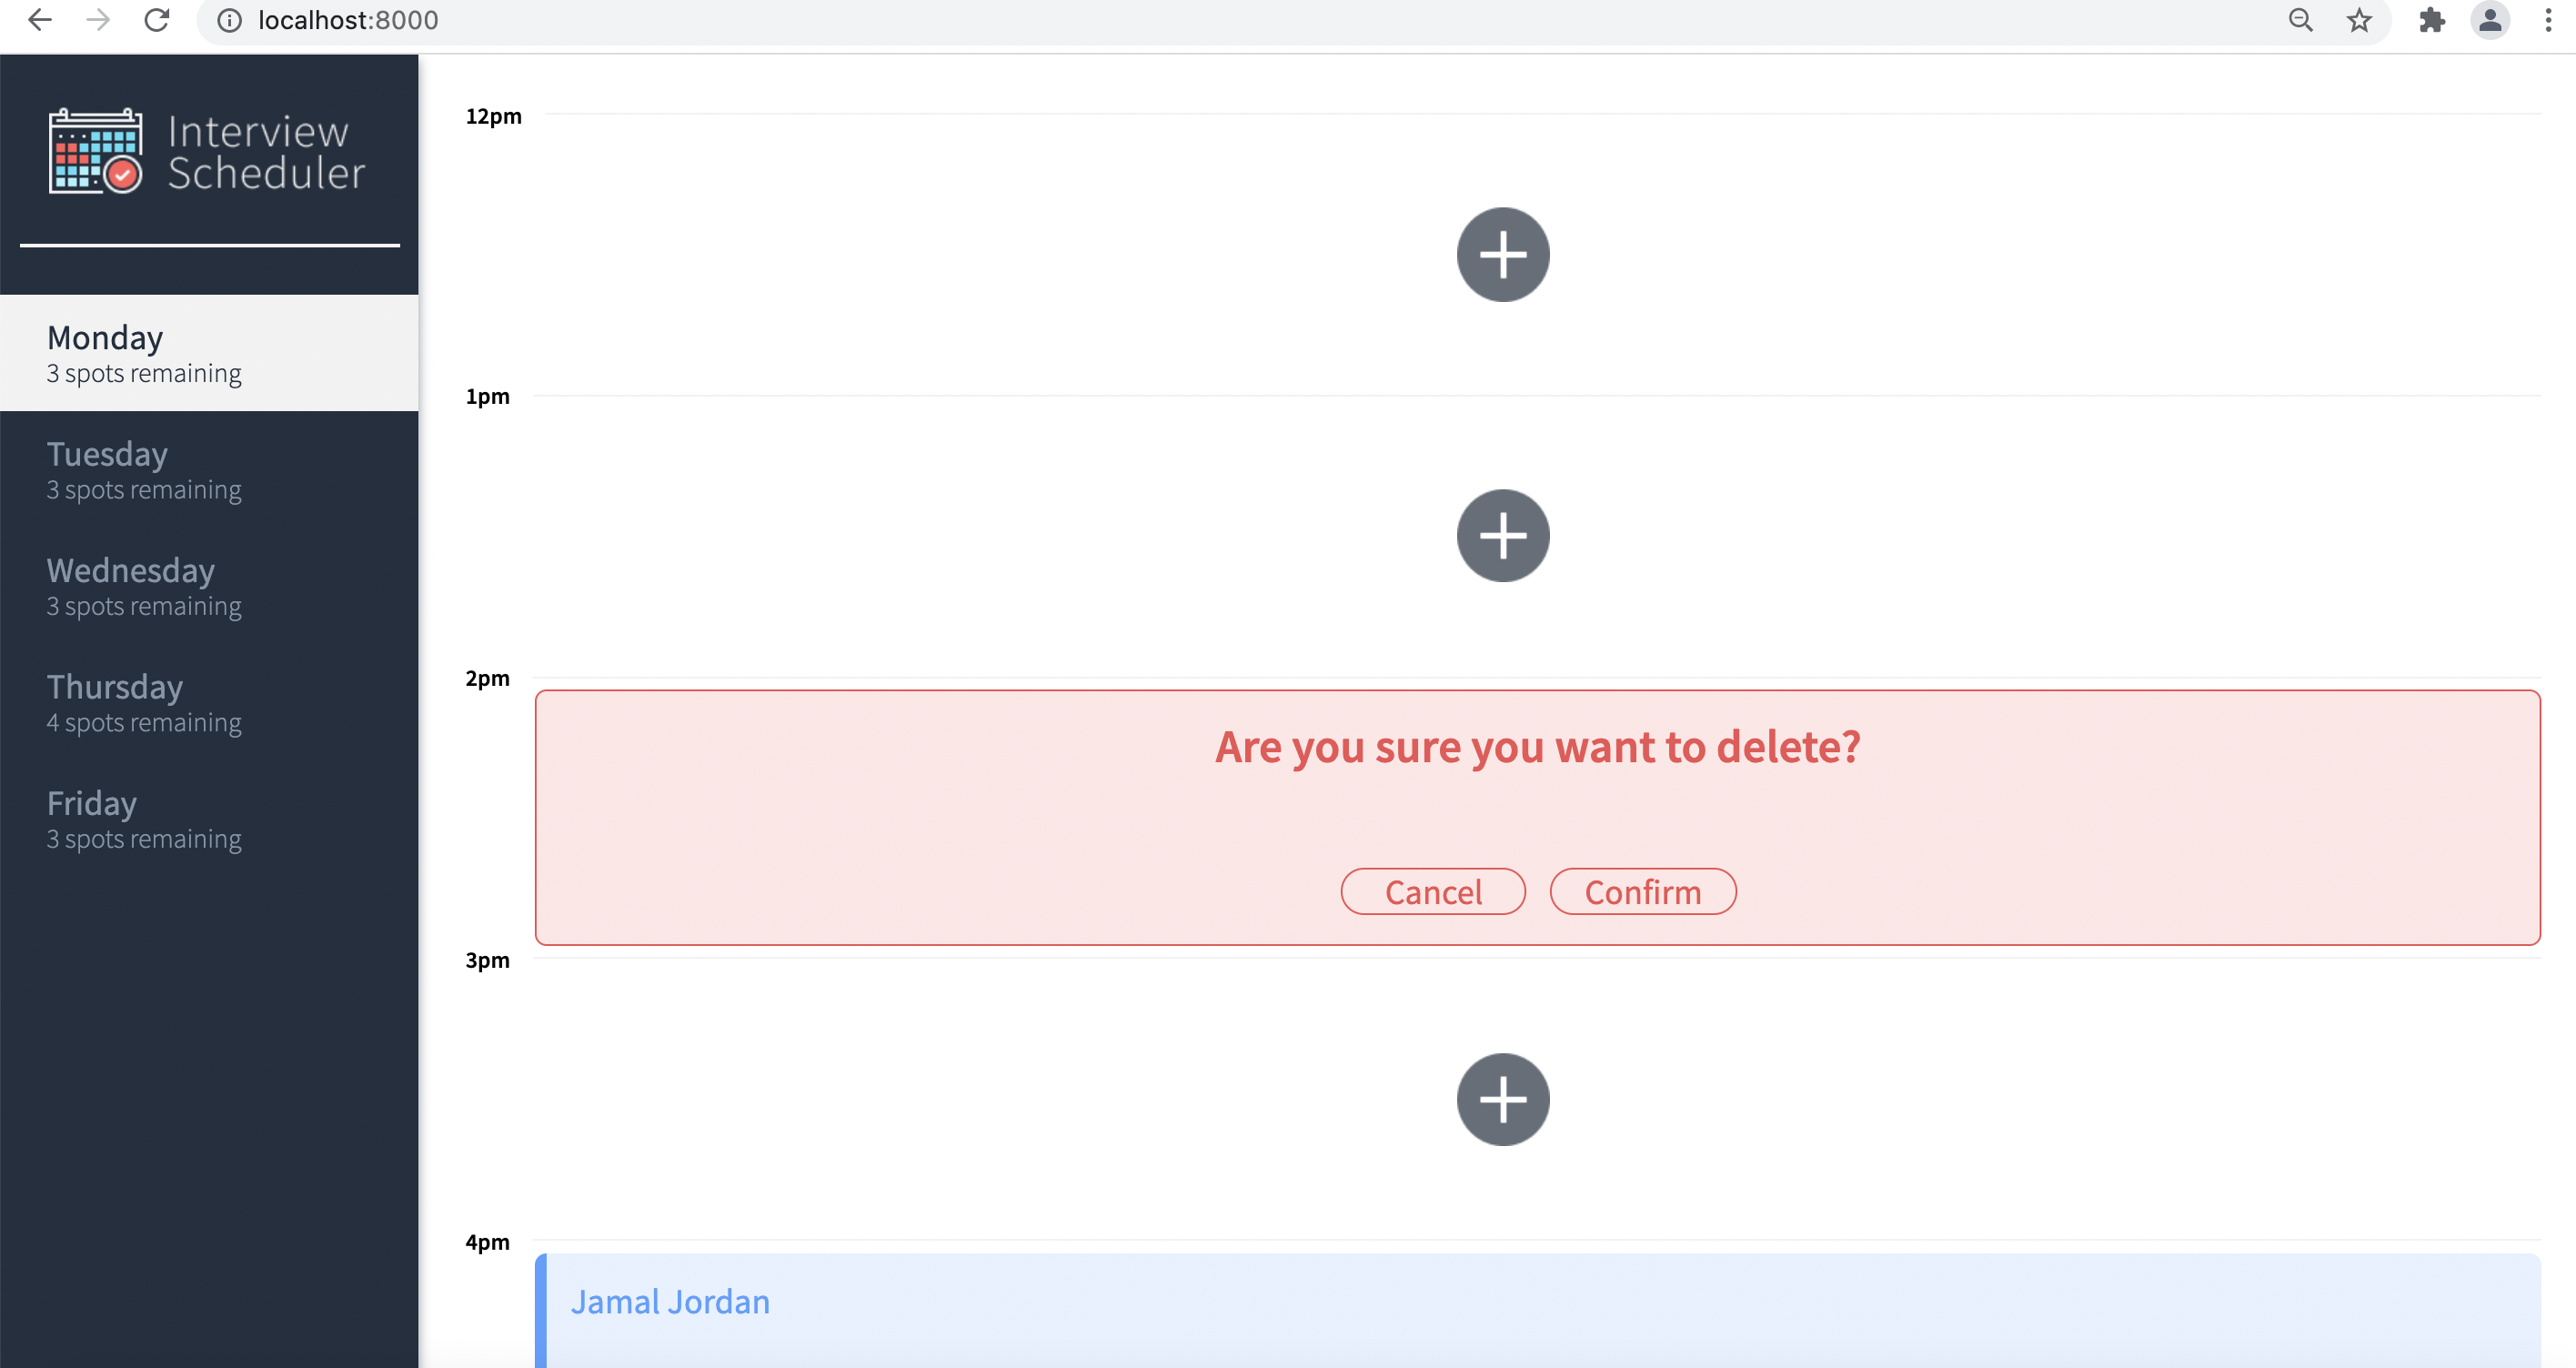 localhost:8000
Interview
Scheduler
Monday
3 spots remaining
Tuesday
3 spots remaining
Wednesday
3 spots remaining
Thursday
4 spots remaining
Friday
3 spots remaining
12pm
1pm
2pm
Are you sure you want to delete?
Cancel Confirm
3pm
4pm
Jamal Jordan